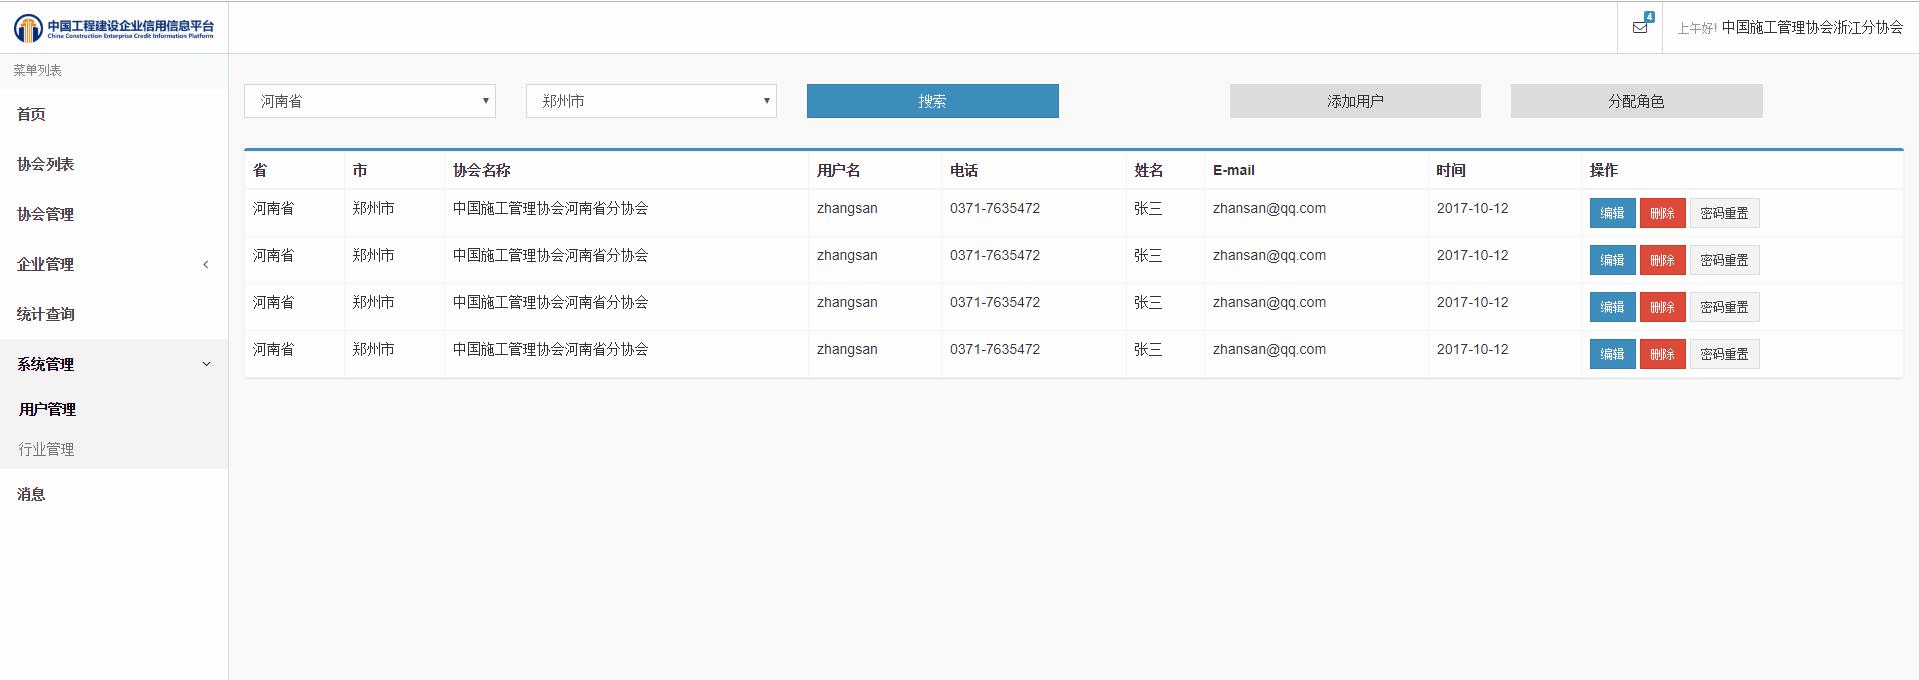 中国工程建设企业信用信息平台
China Construction Enterprise Credit Information Platform
4
上午好! 中国施工管理协会浙江分协会
菜单列表
首页
协会列表
协会管理
企业管理
统计查询
系统管理
用户管理
行业管理
消息
河南省 郑州市 搜索 添加用户 分配角色
省 市 协会名称 用户名 电话 姓名 E-mail 时间 操作
河南省 郑州市 中国施工管理协会河南省分协会 zhangsan 0371-7635472 张三 zhansan@qq.com 2017-10-12 编辑 删除 密码重置
河南省 郑州市 中国施工管理协会河南省分协会 zhangsan 0371-7635472 张三 zhansan@qq.com 2017-10-12 编辑 删除 密码重置
河南省 郑州市 中国施工管理协会河南省分协会 zhangsan 0371-7635472 张三 zhansan@qq.com 2017-10-12 编辑 删除 密码重置
河南省 郑州市 中国施工管理协会河南省分协会 zhangsan 0371-7635472 张三 zhansan@qq.com 2017-10-12 编辑 删除 密码重置